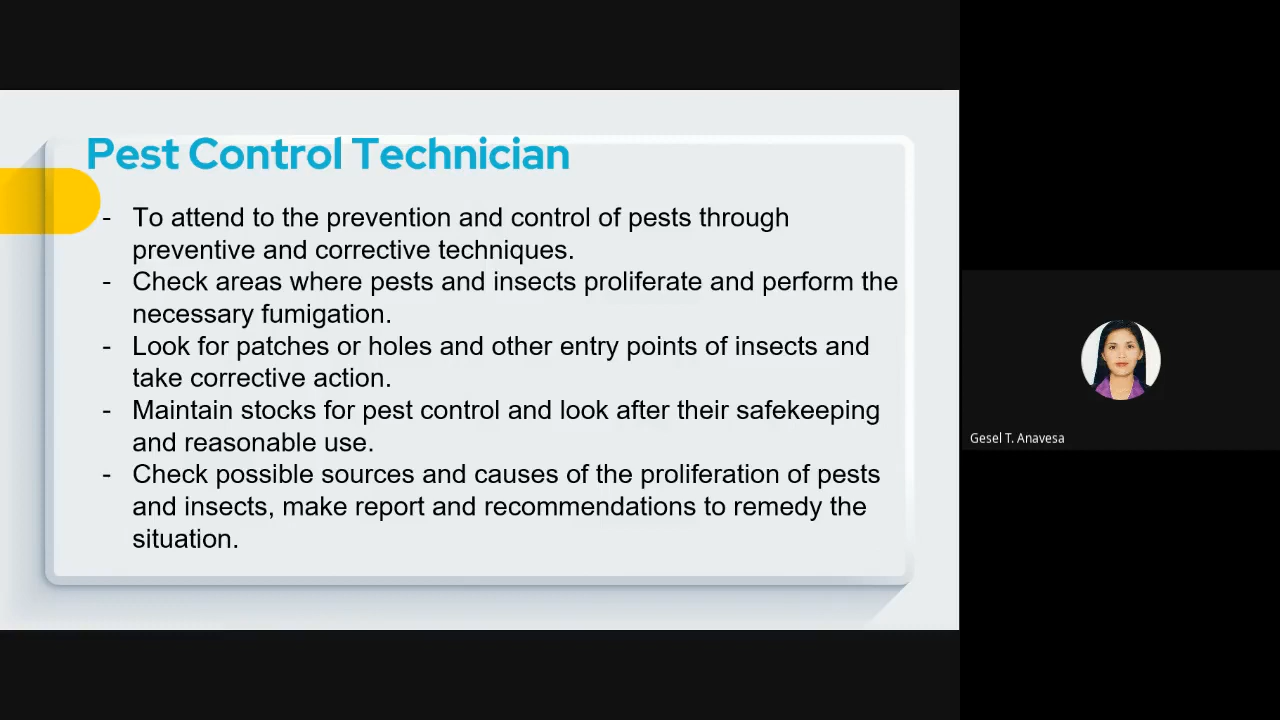 Pest Control Technician
- To attend to the prevention and control of pests through
preventive and corrective techniques.
- Check areas where pests and insects proliferate and perform the
necessary fumigation.
- Look for patches or holes and other entry points of insects and
take corrective action.
- Maintain stocks for pest control and look after their safekeeping
and reasonable use.
- Check possible sources and causes of the proliferation of pests
and insects, make report and recommendations to remedy the
situation.
Gesel T. Anavesa